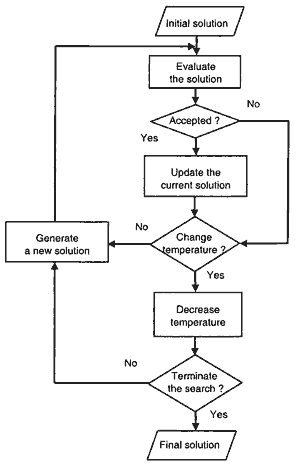 Initial solution
Evaluate
the solution
No
Accepted ?
Yes
Update the
current solution
No
Change
temperature ?
Generate
a new solution
Yes
Decrease
temperature
No
Terminate
the search ?
Yes
Final solution